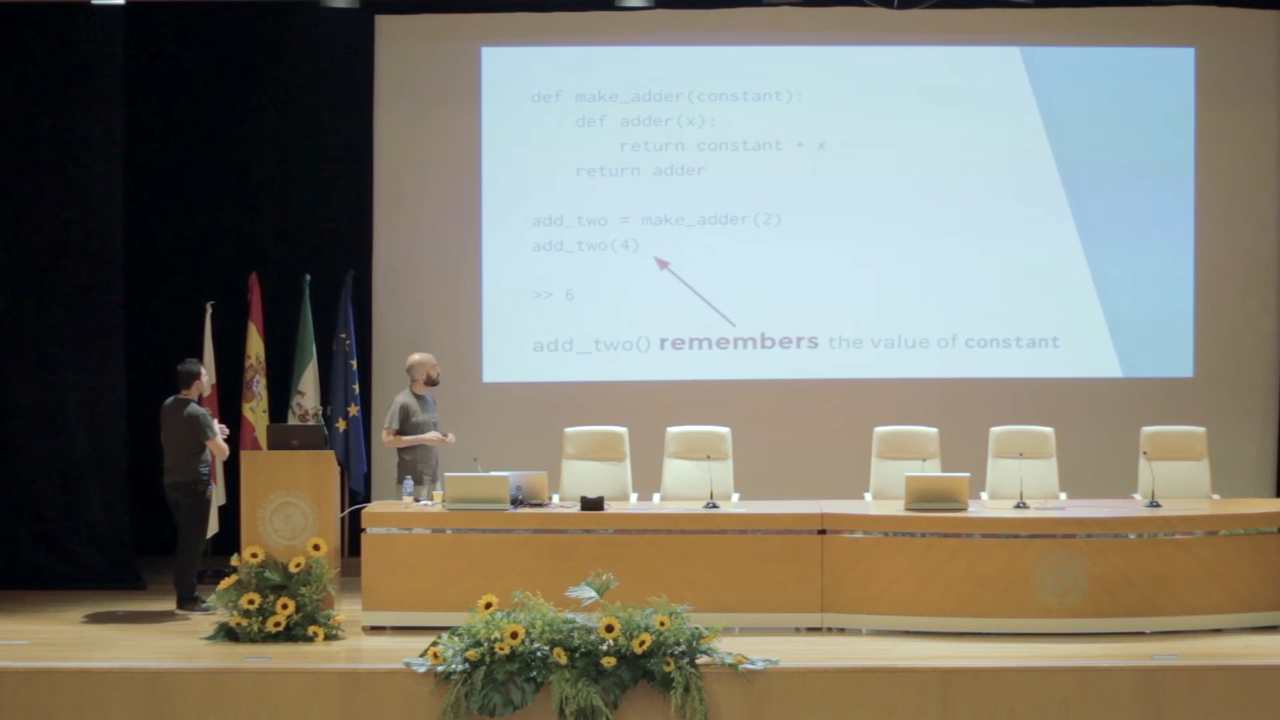 def make_adder(constant):
    def adder(x):
        return constant + x
    return adder
add_two = make_adder(2)
add_two(4)
>> 6
add_two() remembers the value of constant